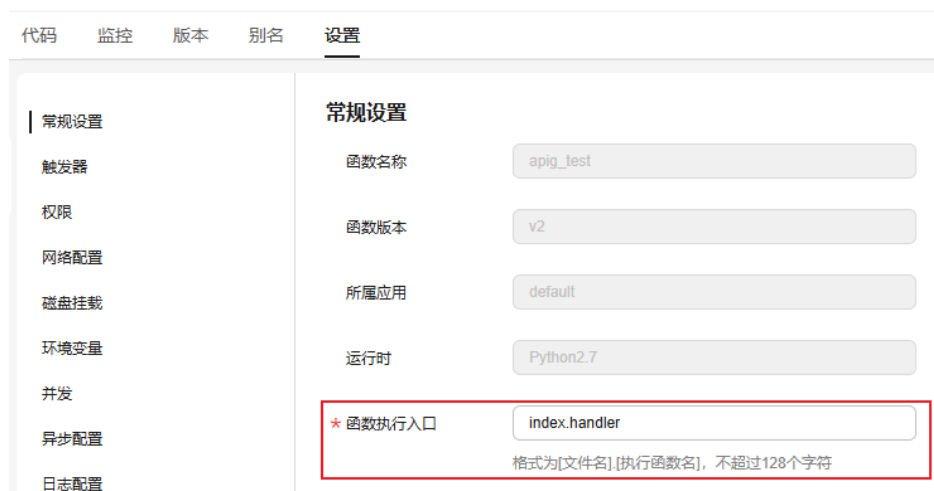 代码 监控 版本 别名 设置
常规设置
触发器
权限
网络配置
磁盘挂载
环境变量
并发
异步配置
日志配置
常规设置
函数名称 apig_test
函数版本 v2
所属应用 default
运行时 Python2.7
* 函数执行入口 index.handler
格式为[文件名].[执行函数名]，不超过128个字符